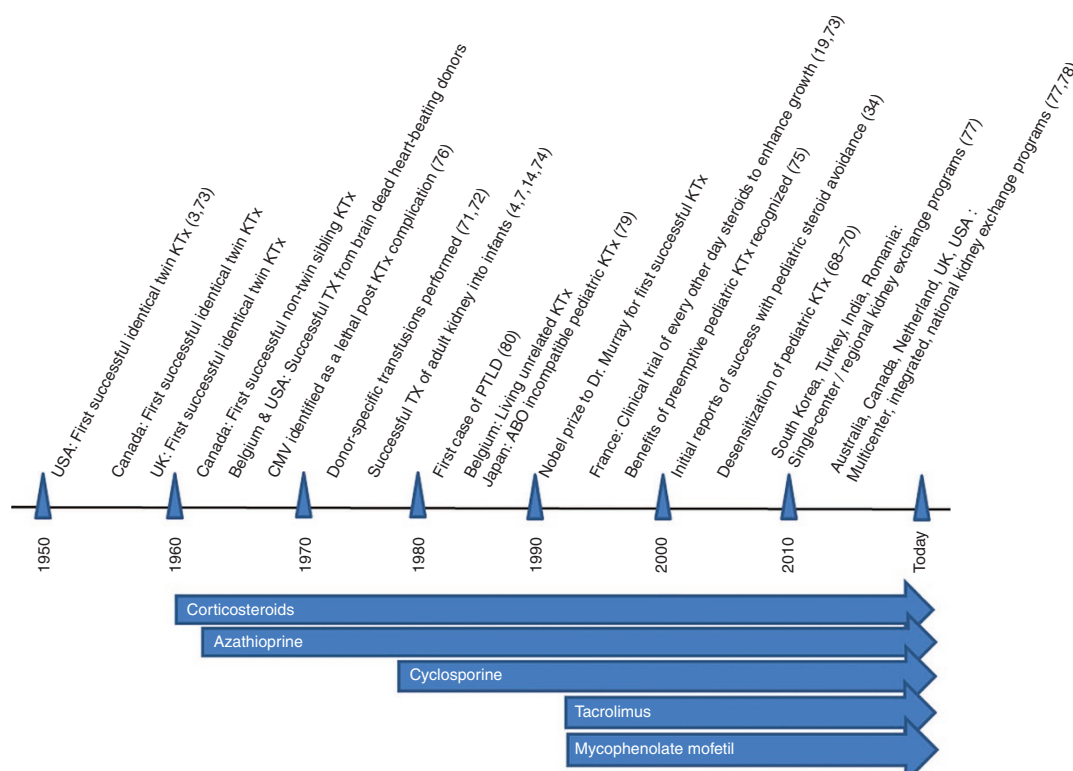 USA: First successful identical twin KTx (3,73)
Canada: First successful identical twin KTx
UK: First successful identical twin KTx
Canada: First successful non-twin sibling KTx
Belgium & USA: Successful TX from brain dead heart-beating donors
CMV identified as a lethal post KTx complication (76)
Donor-specific transfusions performed (71,72)
Successful TX of adult kidney into infants (4,7,14,74)
First case of PTLD (80)
Belgium: Living unrelated KTx
Japan: ABO incompatible pediatric KTx (79)
Nobel prize to Dr. Murray for first successful KTx
France: Clinical trial of every other day steroids to enhance growth (19,73)
Benefits of preemptive pediatric KTx recognized (75)
Initial reports of success with pediatric steroid avoidance (34)
Desensitization of pediatric KTx (68–70)
South Korea, Turkey, India, Romania:
Single-center / regional kidney exchange programs (77)
Australia, Canada, Netherland, UK, USA :
Multicenter, integrated, national kidney exchange programs (77,78)
1950
1960
1970
1980
1990
2000
2010
Today
Corticosteroids
Azathioprine
Cyclosporine
Tacrolimus
Mycophenolate mofetil